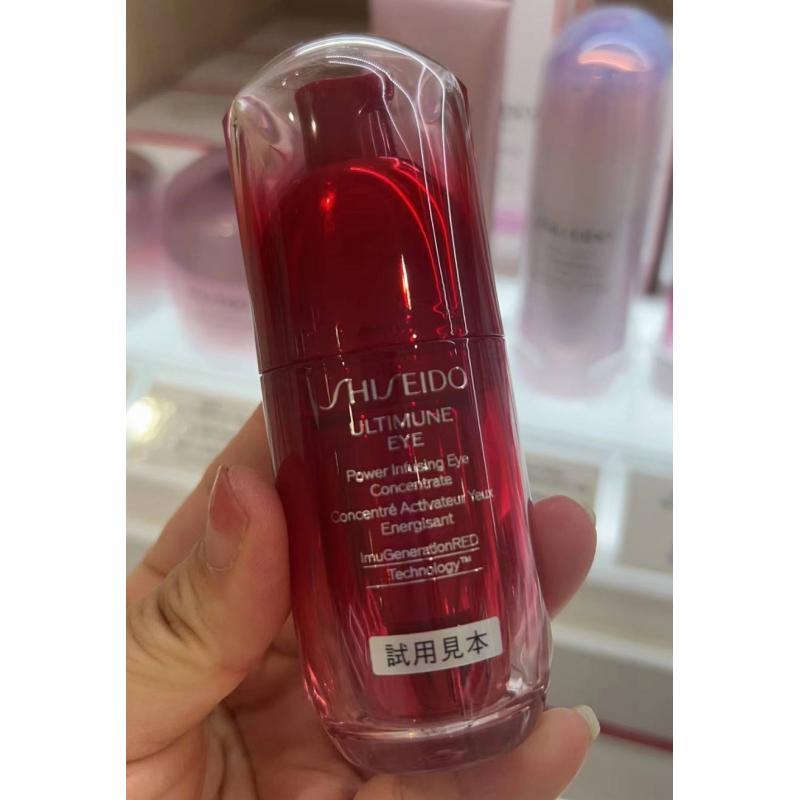 SHISEIDO
ULTIMUNE
EYE
Power Infusing Eye
Concentrate
Concentré Activateur Yeux
Energisant
ImuGenerationRED
Technology™
試用見本